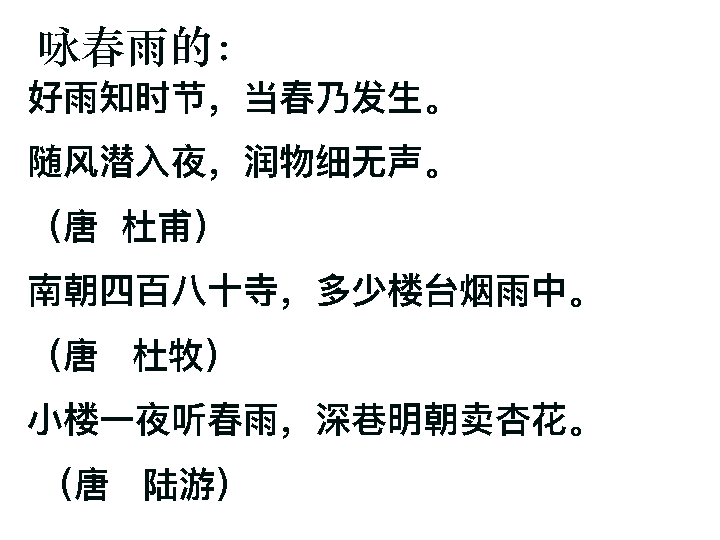 咏春雨的：
好雨知时节，当春乃发生。
随风潜入夜，润物细无声。
（唐 杜甫）
南朝四百八十寺，多少楼台烟雨中。
（唐 杜牧）
小楼一夜听春雨，深巷明朝卖杏花。
（唐 陆游）